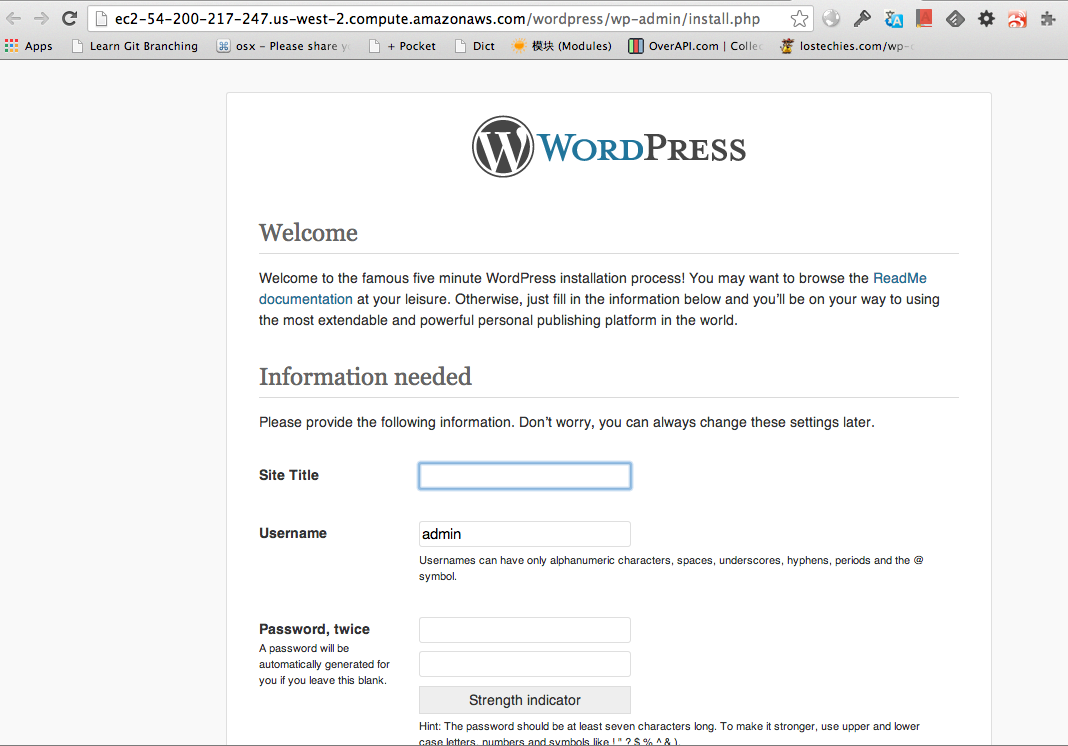 ec2-54-200-217-247.us-west-2.compute.amazonaws.com/wordpress/wp-admin/install.php
Apps Learn Git Branching osx - Please share y + Pocket Dict 模块 (Modules) OverAPI.com | Colle lostechies.com/wp-c
WORDPRESS
Welcome
Welcome to the famous five minute WordPress installation process! You may want to browse the ReadMe
documentation at your leisure. Otherwise, just fill in the information below and you’ll be on your way to using
the most extendable and powerful personal publishing platform in the world.
Information needed
Please provide the following information. Don’t worry, you can always change these settings later.
Site Title
Username admin
Usernames can have only alphanumeric characters, spaces, underscores, hyphens, periods and the @
symbol.
Password, twice
A password will be
automatically generated for
you if you leave this blank.
Strength indicator
Hint: The password should be at least seven characters long. To make it stronger, use upper and lower
case letters, numbers and symbols like ! " ? $ % ^ & ).